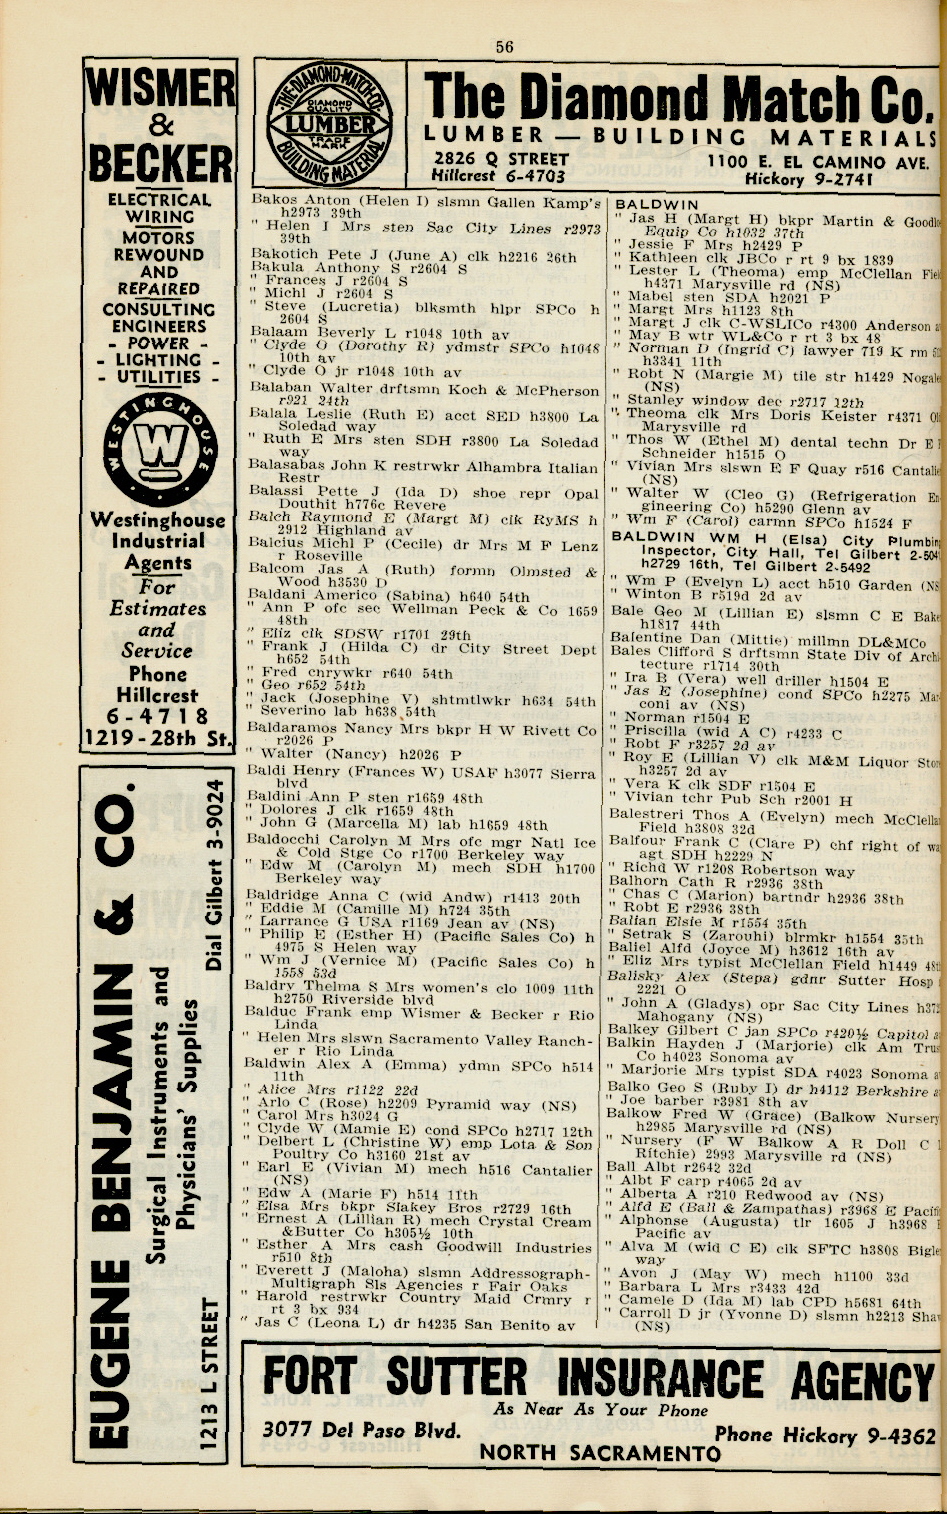 56
WISMER
&
BECKER
ELECTRICAL
WIRING
MOTORS
REWOUND
AND
REPAIRED
CONSULTING
ENGINEERS
- POWER -
- LIGHTING -
- UTILITIES -
WESTINGHOUSE
W
Westinghouse
Industrial
Agents
For
Estimates
and
Service
Phone
Hillcrest
6-4718
1219-28th St.
EUGENE BENJAMIN & CO.
Surgical Instruments and
Physicians' Supplies
1213 L STREET Dial Gilbert 3-9024
THE DIAMOND MATCH CO.
DIAMOND
QUALITY
LUMBER
TRADE
MARK
BUILDING MATERIAL
The Diamond Match Co.
LUMBER — BUILDING MATERIALS
2826 Q STREET 1100 E. EL CAMINO AVE.
Hillcrest 6-4703 Hickory 9-2741
Bakos Anton (Helen I) slsmn Gallen Kamp's
h2973 39th
" Helen I Mrs sten Sac City Lines r2973
39th
Bakotich Pete J (June A) clk h2216 26th
Bakula Anthony S r2604 S
" Frances J r2604 S
" Michl J r2604 S
" Steve (Lucretia) blksmth hlpr SPCo h
2604 S
Balaam Beverly L r1048 10th av
" Clyde O (Dorothy R) ydmstr SPCo h1048
10th av
" Clyde O jr r1048 10th av
Balaban Walter drftsmn Koch & McPherson
r921 24th
Balala Leslie (Ruth E) acct SED h3800 La
Soledad way
" Ruth E Mrs sten SDH r3800 La Soledad
way
Balasabas John K restrwkr Alhambra Italian
Restr
Balassi Pette J (Ida D) shoe repr Opal
Douthit h776c Revere
Balch Raymond E (Margt M) clk RyMS h
2912 Highland av
Balcius Michl P (Cecile) dr Mrs M F Lenz
r Roseville
Balcom Jas A (Ruth) formn Olmsted &
Wood h3530 D
Baldani Americo (Sabina) h640 54th
" Ann P ofc sec Wellman Peck & Co 1659
48th
" Eliz clk SDSW r1701 29th
" Frank J (Hilda C) dr City Street Dept
h652 54th
" Fred cnrywkr r640 54th
" Geo r652 54th
" Jack (Josephine V) shtmtlwkr h634 54th
" Severino lab h638 54th
Baldaramos Nancy Mrs bkpr H W Rivett Co
r2026 P
" Walter (Nancy) h2026 P
Baldi Henry (Frances W) USAF h3077 Sierra
blvd
Baldini Ann P sten r1659 48th
" Dolores J clk r1659 48th
" John G (Marcella M) lab h1659 48th
Baldocchi Carolyn M Mrs ofc mgr Natl Ice
& Cold Stge Co r1700 Berkeley way
" Edw M (Carolyn M) mech SDH h1700
Berkeley way
Baldridge Anna C (wid Andw) r1413 20th
" Eddie M (Camille M) h724 35th
" Larrance G USA r1169 Jean av (NS)
" Philip E (Esther H) (Pacific Sales Co) h
4975 S Helen way
" Wm J (Vernice M) (Pacific Sales Co) h
1558 53d
Baldry Thelma S Mrs women's clo 1009 11th
h2750 Riverside blvd
Balduc Frank emp Wismer & Becker r Rio
Linda
" Helen Mrs slswn Sacramento Valley Ranch-
er r Rio Linda
Baldwin Alex A (Emma) ydmn SPCo h514
11th
" Alice Mrs r1122 22d
" Arlo C (Rose) h2209 Pyramid way (NS)
" Carol Mrs h3024 G
" Clyde W (Mamie E) cond SPCo h2717 12th
" Delbert L (Christine W) emp Lota & Son
Poultry Co h3160 21st av
" Earl E (Vivian M) mech h516 Cantalier
(NS)
" Edw A (Marie F) h514 11th
" Elsa Mrs bkpr Slakey Bros r2729 16th
" Ernest A (Lillian R) mech Crystal Cream
&Butter Co h305½ 10th
" Esther A Mrs cash Goodwill Industries
r510 8th
" Everett J (Maloha) slsmn Addressograph-
Multigraph Sls Agencies r Fair Oaks
" Harold restrwkr Country Maid Crmry r
rt 3 bx 934
" Jas C (Leona L) dr h4235 San Benito av
BALDWIN
" Jas H (Margt H) bkpr Martin &
Equip Co h1032 37th
" Jessie F Mrs h2429 P
" Kathleen clk JBCo r rt 9 bx 1839
" Lester L (Theoma) emp McClellan
h4371 Marysville rd (NS)
" Mabel sten SDA h2021 P
" Margt Mrs h1123 8th
" Margt J clk C-WSLICo r4300 Anderson
" May B wtr WL&Co r rt 3 bx 48
" Norman D (Ingrid C) lawyer 719 K rm
h3341 11th
" Robt N (Margie M) tile str h1429
(NS)
" Stanley window dec r2717 12th
" Theoma clk Mrs Doris Keister r4371
Marysville rd
" Thos W (Ethel M) dental techn Dr E
Schneider h1515 O
" Vivian Mrs slswn E F Quay r516
(NS)
" Walter W (Cleo G) (Refrigeration En
gineering Co) h5290 Glenn av
" Wm F (Carol) carmn SPCo h1524 F
BALDWIN WM H (Elsa) City Plumbin
Inspector, City Hall, Tel Gilbert 2-504
h2729 16th, Tel Gilbert 2-5492
" Wm P (Evelyn L) acct h510 Garden (NS
" Winton B r519d 2d av
Bale Geo M (Lillian E) slsmn C E Bake
h1817 44th
Balentine Dan (Mittie) millmn DL&MCo
Bales Clifford S drftsmn State Div of Archi
tecture r1714 30th
" Ira B (Vera) well driller h1504 E
" Jas E (Josephine) cond SPCo h2275 Mar
coni av (NS)
" Norman r1504 E
" Priscilla (wid A C) r4233 C
" Robt F r3257 2d av
" Roy E (Lillian V) clk M&M Liquor Stor
h3257 2d av
" Vera K clk SDF r1504 E
" Vivian tchr Pub Sch r2001 H
Balestreri Thos A (Evelyn) mech McClella
Field h3808 32d
Balfour Frank C (Clare P) chf right of wa
agt SDH h2229 N
" Richd W r1208 Robertson way
Balhorn Cath R r2936 38th
" Chas C (Marion) bartndr h2936 38th
" Robt E r2936 38th
Balian Elsie M r1554 35th
" Setrak S (Zarouhi) blrmkr h1554 35th
Baliel Alfd (Joyce M) h3612 16th av
" Eliz Mrs typist McClellan Field h1449
Balisky Alex (Stepa) gdnr Sutter Hosp
2221 O
" John A (Gladys) opr Sac City Lines
Mahogany (NS)
Balkey Gilbert C jan SPCo r420½ Capitol
Balkin Hayden J (Marjorie) clk Am Trus
Co h4023 Sonoma av
" Marjorie Mrs typist SDA r4023 Sonoma
Balko Geo S (Ruby I) dr h4112 Berkshire
" Joe barber r3981 8th av
Balkow Fred W (Grace) (Balkow Nursery
h2985 Marysville rd (NS)
" Nursery (F W Balkow A R Doll C
Ritchie) 2993 Marysville rd (NS)
Ball Albt r2642 32d
" Albt F carp r4065 2d av
" Alberta A r210 Redwood av (NS)
" Alfd E (Ball & Zampathas) r3968 E Pacifi
" Alphonse (Augusta) tlr 1605 J h3968
Pacific av
" Alva M (wid C E) clk SFTC h3808 Bigle
way
" Avon J (May W) mech h1100 33d
" Barbara L Mrs r3433 42d
" Camele D (Ida M) lab CPD h5681 64th
" Carroll D jr (Yvonne D) slsmn h2213
(NS)
FORT SUTTER INSURANCE AGENCY
As Near As Your Phone
3077 Del Paso Blvd. Phone Hickory 9-4362
NORTH SACRAMENTO